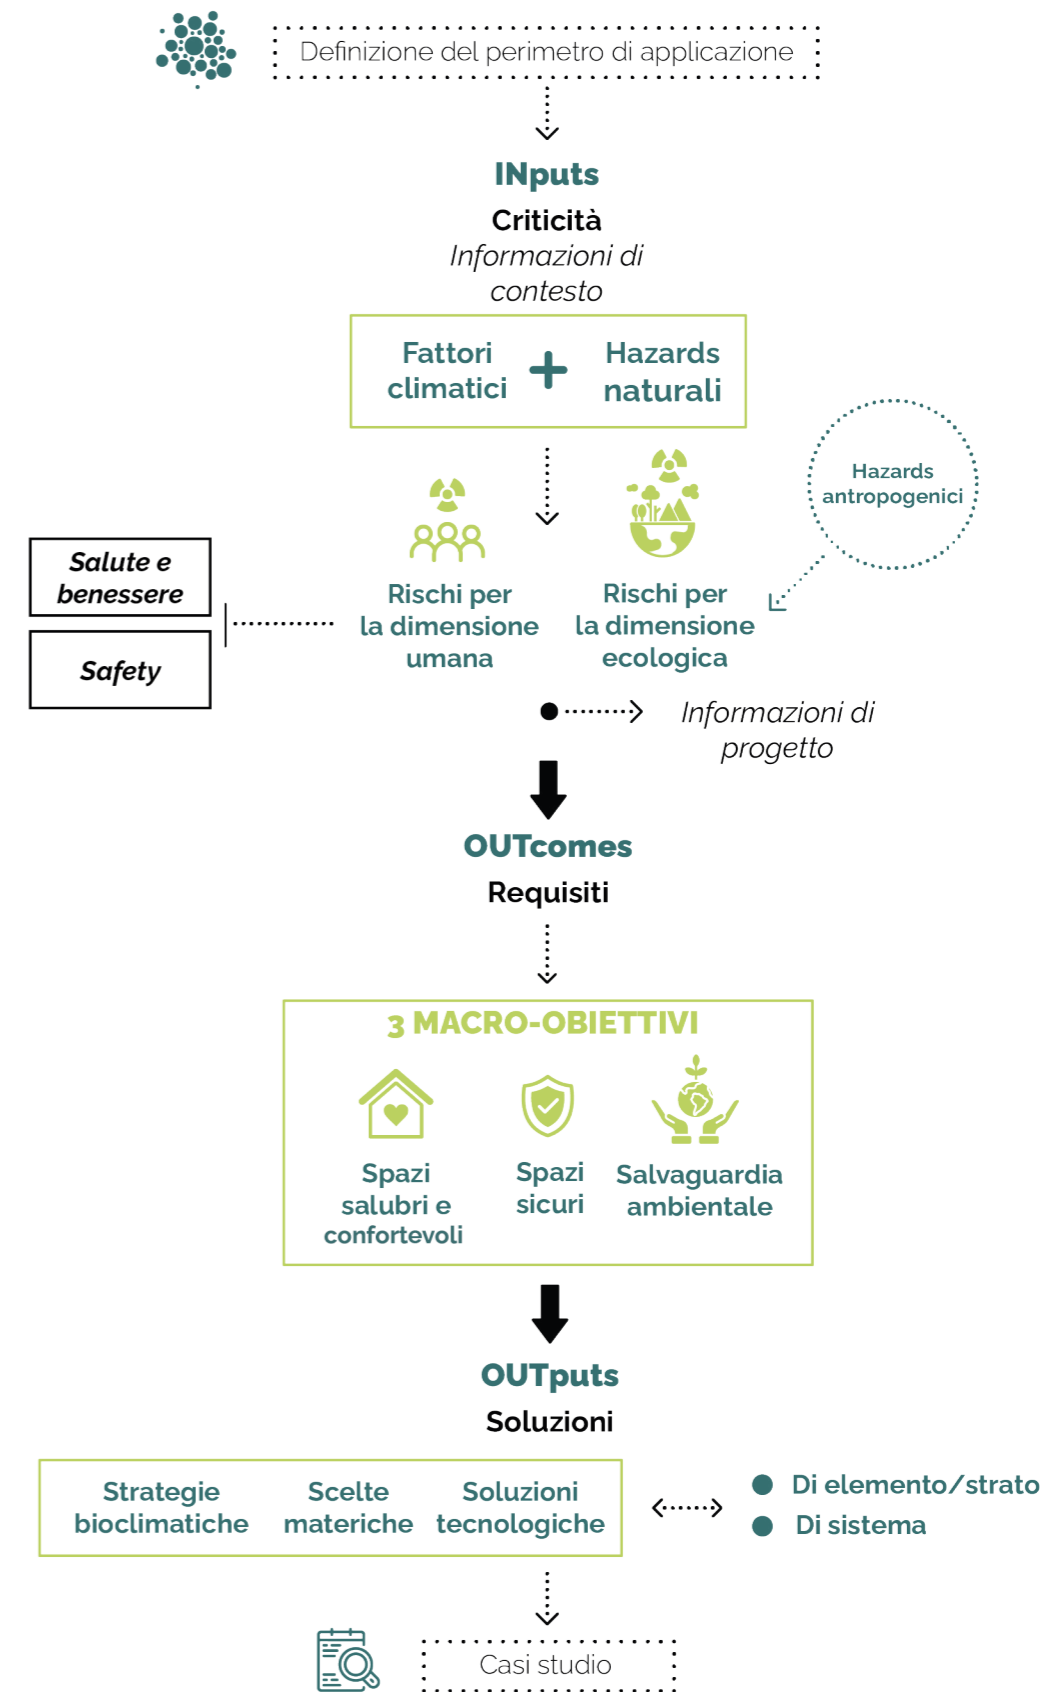 Definizione del perimetro di applicazione
INputs
Criticità
Informazioni di
contesto
Fattori
climatici
Hazards
naturali
Hazards
antropogenici
Salute e
benessere
Safety
Rischi per
la dimensione
umana
Rischi per
la dimensione
ecologica
Informazioni di
progetto
OUTcomes
Requisiti
3 MACRO-OBIETTIVI
Spazi
salubri e
confortevoli
Spazi
sicuri
Salvaguardia
ambientale
OUTputs
Soluzioni
Strategie
bioclimatiche
Scelte
materiche
Soluzioni
tecnologiche
Di elemento/strato
Di sistema
Casi studio